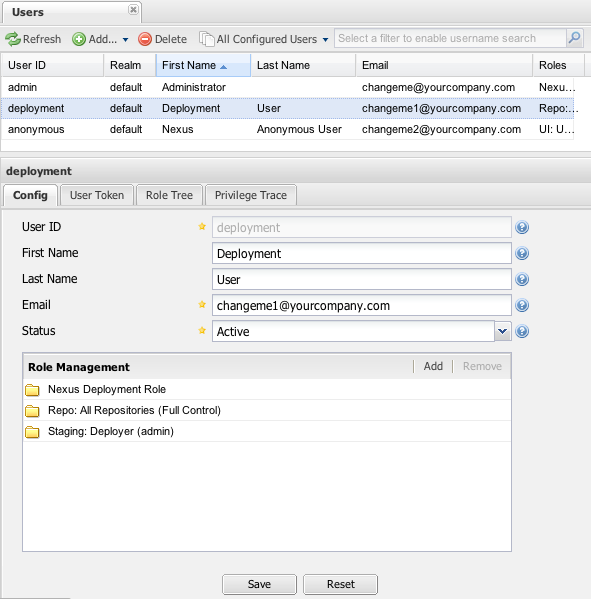 Users
Refresh Add... Delete All Configured Users Select a filter to enable username search
User ID Realm First Name Last Name Email Roles
admin default Administrator changeme@yourcompany.com Nexu...
deployment default Deployment User changeme1@yourcompany.com Repo:...
anonymous default Nexus Anonymous User changeme2@yourcompany.com UI: U...
deployment
Config User Token Role Tree Privilege Trace
User ID deployment
First Name Deployment
Last Name User
Email changeme1@yourcompany.com
Status Active
Role Management Add Remove
Nexus Deployment Role
Repo: All Repositories (Full Control)
Staging: Deployer (admin)
Save Reset